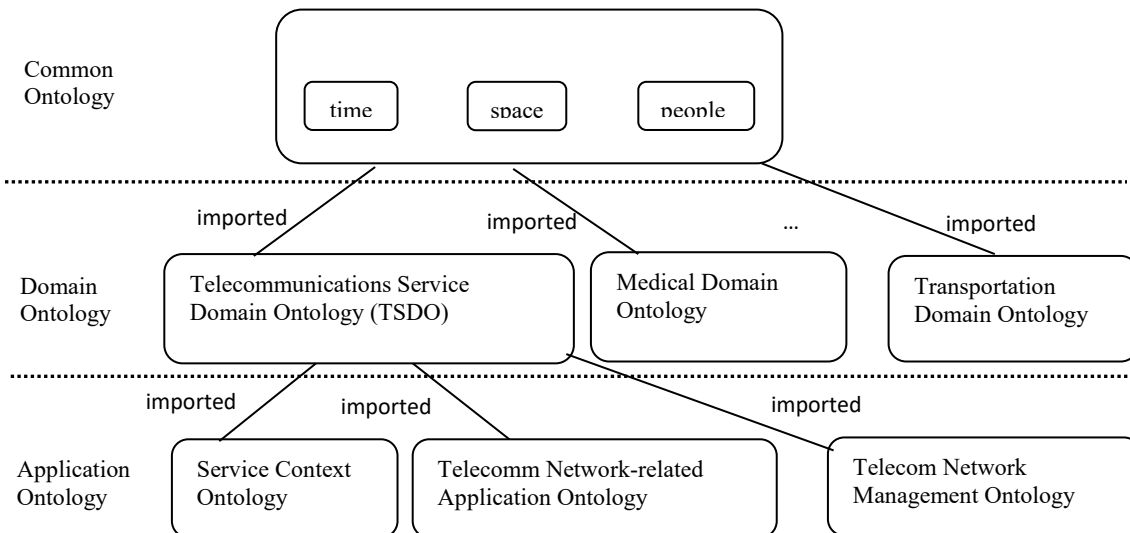 Common
Ontology
time
space
people
imported
imported
...
imported
Domain
Ontology
Telecommunications Service
Domain Ontology (TSDO)
Medical Domain
Ontology
Transportation
Domain Ontology
imported
imported
imported
Application
Ontology
Service Context
Ontology
Telecomm Network-related
Application Ontology
Telecom Network
Management Ontology